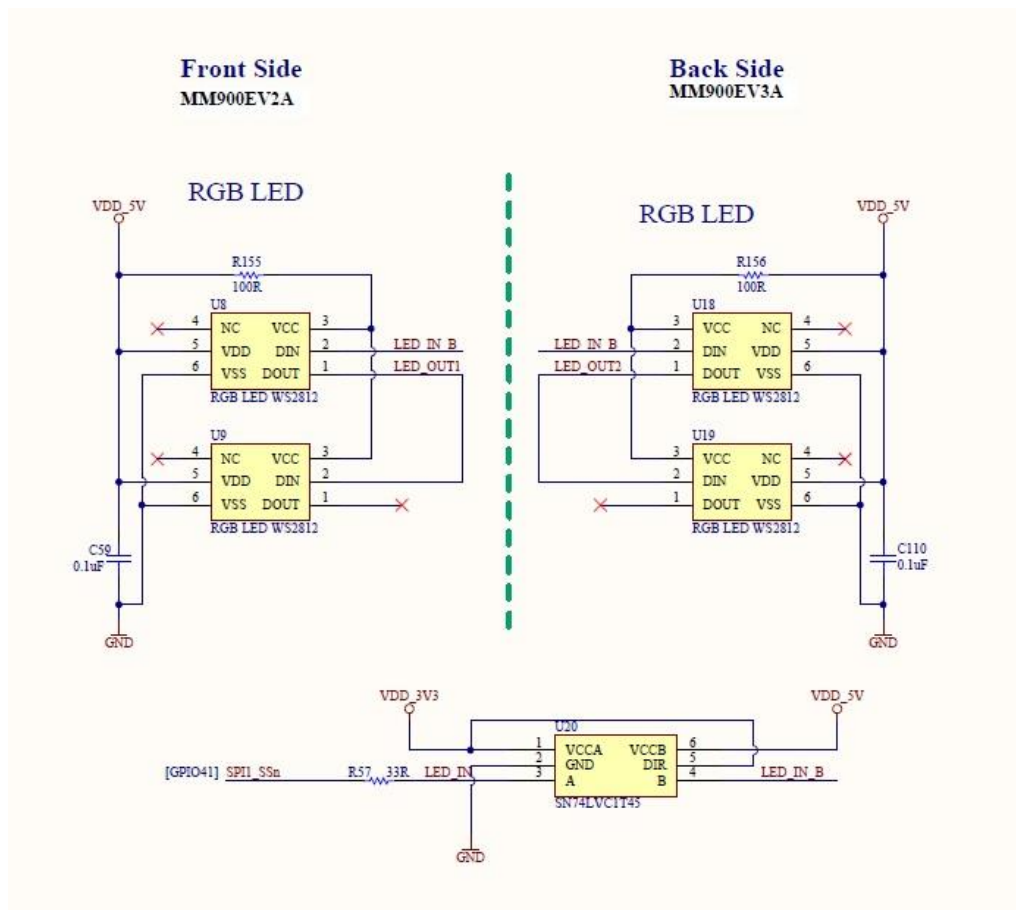 Front Side
MM900EV2A
Back Side
MM900EV3A
RGB LED
VDD_5V
R155
100R
U8
4 NC VCC 3
5 VDD DIN 2 LED_IN_B
6 VSS DOUT 1 LED_OUT1
RGB LED WS2812
U9
4 NC VCC 3
5 VDD DIN 2
6 VSS DOUT 1
RGB LED WS2812
C59
0.1uF
GND
RGB LED
VDD_5V
R156
100R
U18
3 VCC NC 4
LED_IN_B 2 DIN VDD 5
LED_OUT2 1 DOUT VSS 6
RGB LED WS2812
U19
3 VCC NC 4
2 DIN VDD 5
1 DOUT VSS 6
RGB LED WS2812
C110
0.1uF
GND
VDD_3V3
VDD_5V
U20
1 VCCA VCCB 6
2 GND DIR 5
[GPIO41] SPI1_SSn R57 33R LED_IN 3 A B 4 LED_IN_B
SN74LVC1T45
GND